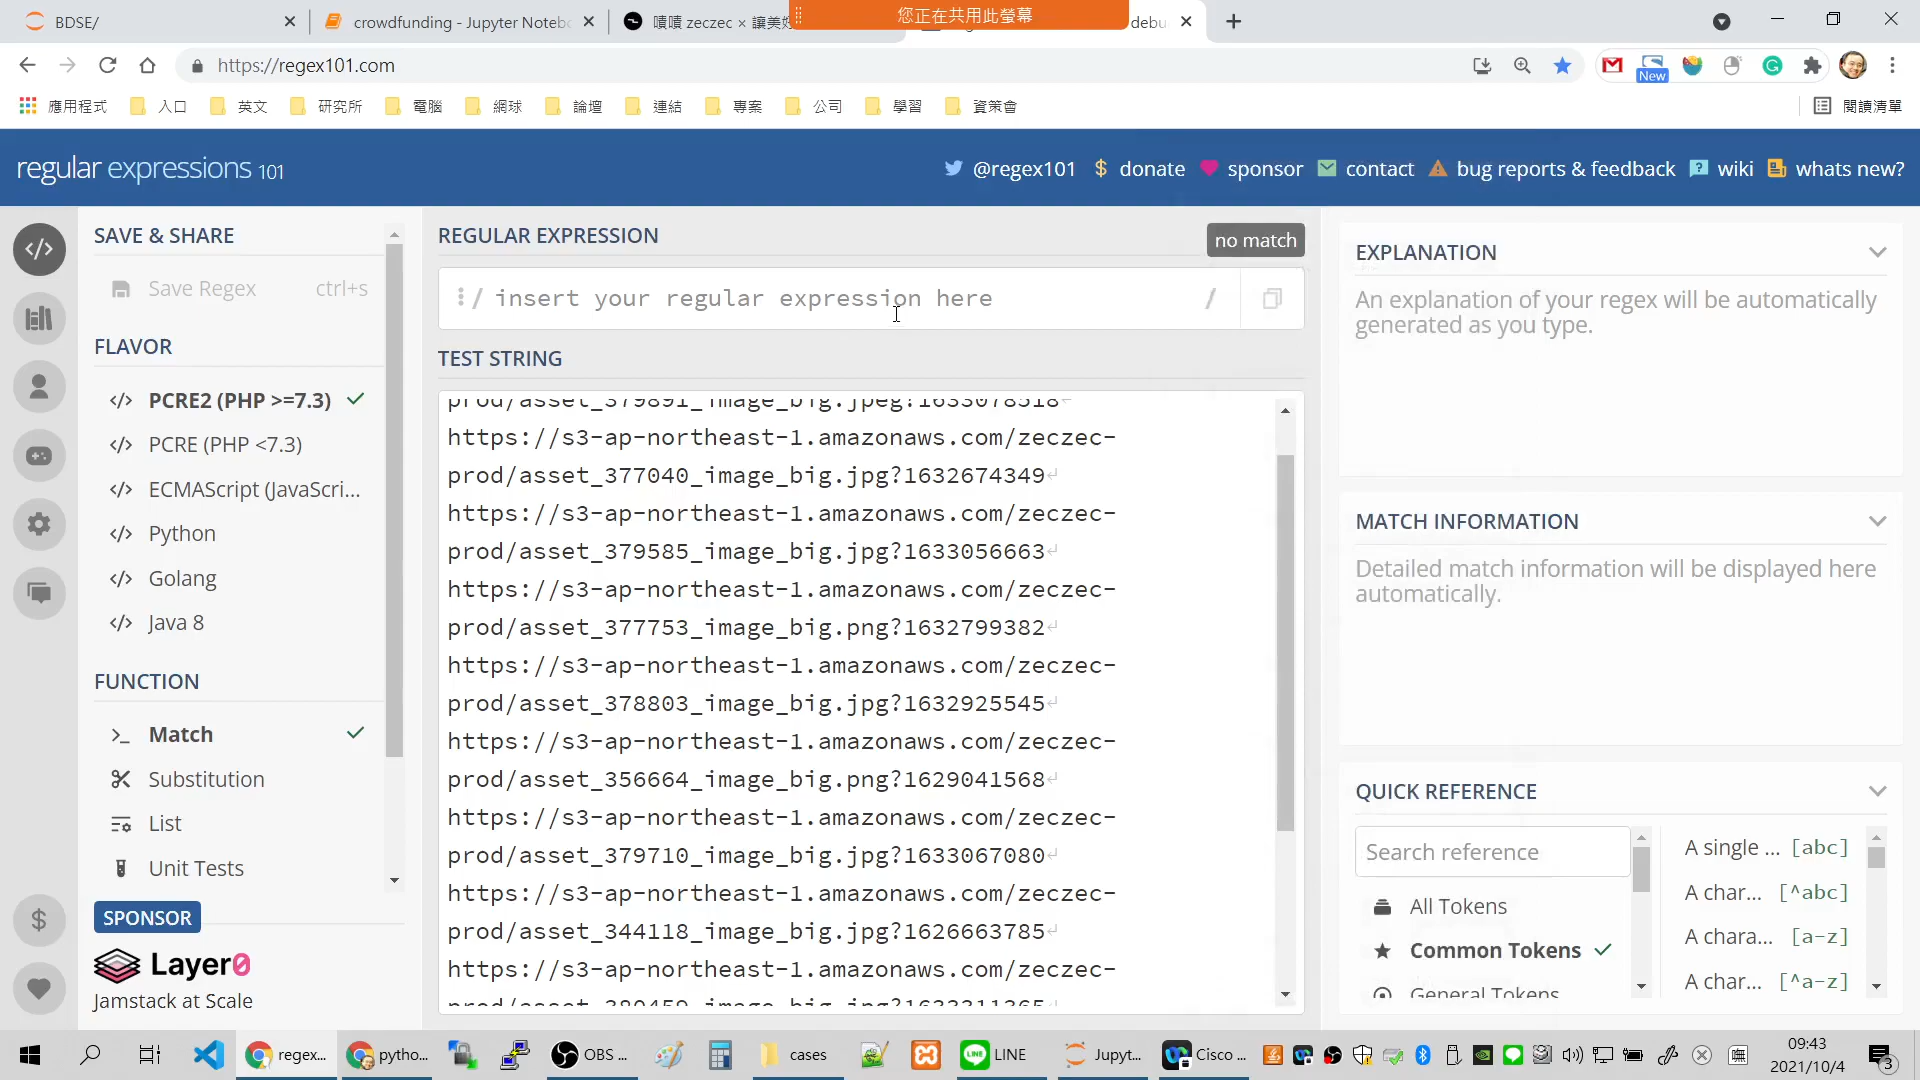 BDSE/
crowdfunding - Jupyter Noteb
嘖嘖 zeczec × 讓美
您正在共用此螢幕
debu
https://regex101.com
New
應用程式
入口
英文
研究所
電腦
網球
論壇
連結
專案
公司
學習
資策會
閱讀清單
regular expressions 101
@regex101
donate
sponsor
contact
bug reports & feedback
wiki
whats new?
SAVE & SHARE
Save Regex ctrl+s
FLAVOR
PCRE2 (PHP >=7.3)
PCRE (PHP <7.3)
ECMAScript (JavaScri...
Python
Golang
Java 8
FUNCTION
Match
Substitution
List
Unit Tests
SPONSOR
Layer0
Jamstack at Scale
REGULAR EXPRESSION
no match
/ insert your regular expression here /
TEST STRING
prod/asset_379891_image_big.jpeg?1633078518
https://s3-ap-northeast-1.amazonaws.com/zeczec-
prod/asset_377040_image_big.jpg?1632674349
https://s3-ap-northeast-1.amazonaws.com/zeczec-
prod/asset_379585_image_big.jpg?1633056663
https://s3-ap-northeast-1.amazonaws.com/zeczec-
prod/asset_377753_image_big.png?1632799382
https://s3-ap-northeast-1.amazonaws.com/zeczec-
prod/asset_378803_image_big.jpg?1632925545
https://s3-ap-northeast-1.amazonaws.com/zeczec-
prod/asset_356664_image_big.png?1629041568
https://s3-ap-northeast-1.amazonaws.com/zeczec-
prod/asset_379710_image_big.jpg?1633067080
https://s3-ap-northeast-1.amazonaws.com/zeczec-
prod/asset_344118_image_big.jpg?1626663785
https://s3-ap-northeast-1.amazonaws.com/zeczec-
prod/asset_380459_image_big.jpg?1633311365
EXPLANATION
An explanation of your regex will be automatically
generated as you type.
MATCH INFORMATION
Detailed match information will be displayed here
automatically.
QUICK REFERENCE
Search reference
All Tokens
Common Tokens
General Tokens
A single ... [abc]
A char... [^abc]
A chara... [a-z]
A char... [^a-z]
regex...
pytho...
OBS ...
cases
LINE
Jupyt...
Cisco ...
09:43
2021/10/4
3